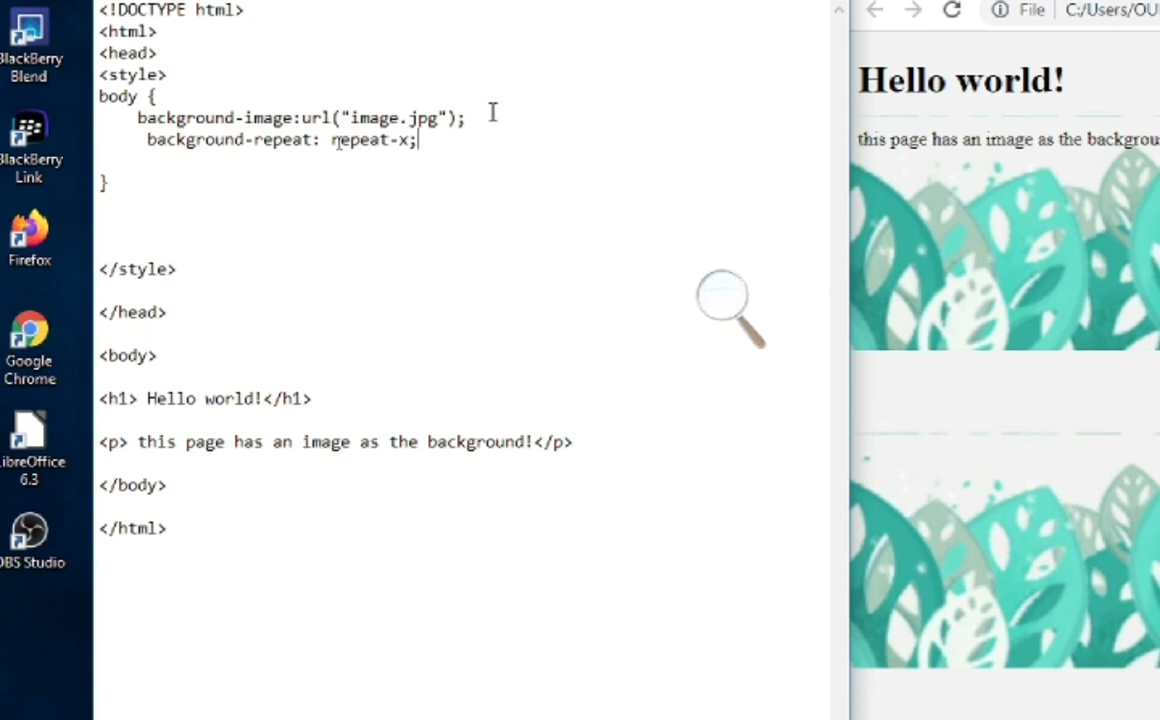 BlackBerry
Blend
BlackBerry
Link
Firefox
Google
Chrome
LibreOffice
6.3
OBS Studio
<!DOCTYPE html>
<html>
<head>
<style>
body {
background-image:url("image.jpg");
background-repeat: repeat-x;
}
</style>
</head>
<body>
<h1> Hello world!</h1>
<p> this page has an image as the background!</p>
</body>
</html>
File
C:/Users/OU
Hello world!
this page has an image as the backgrou